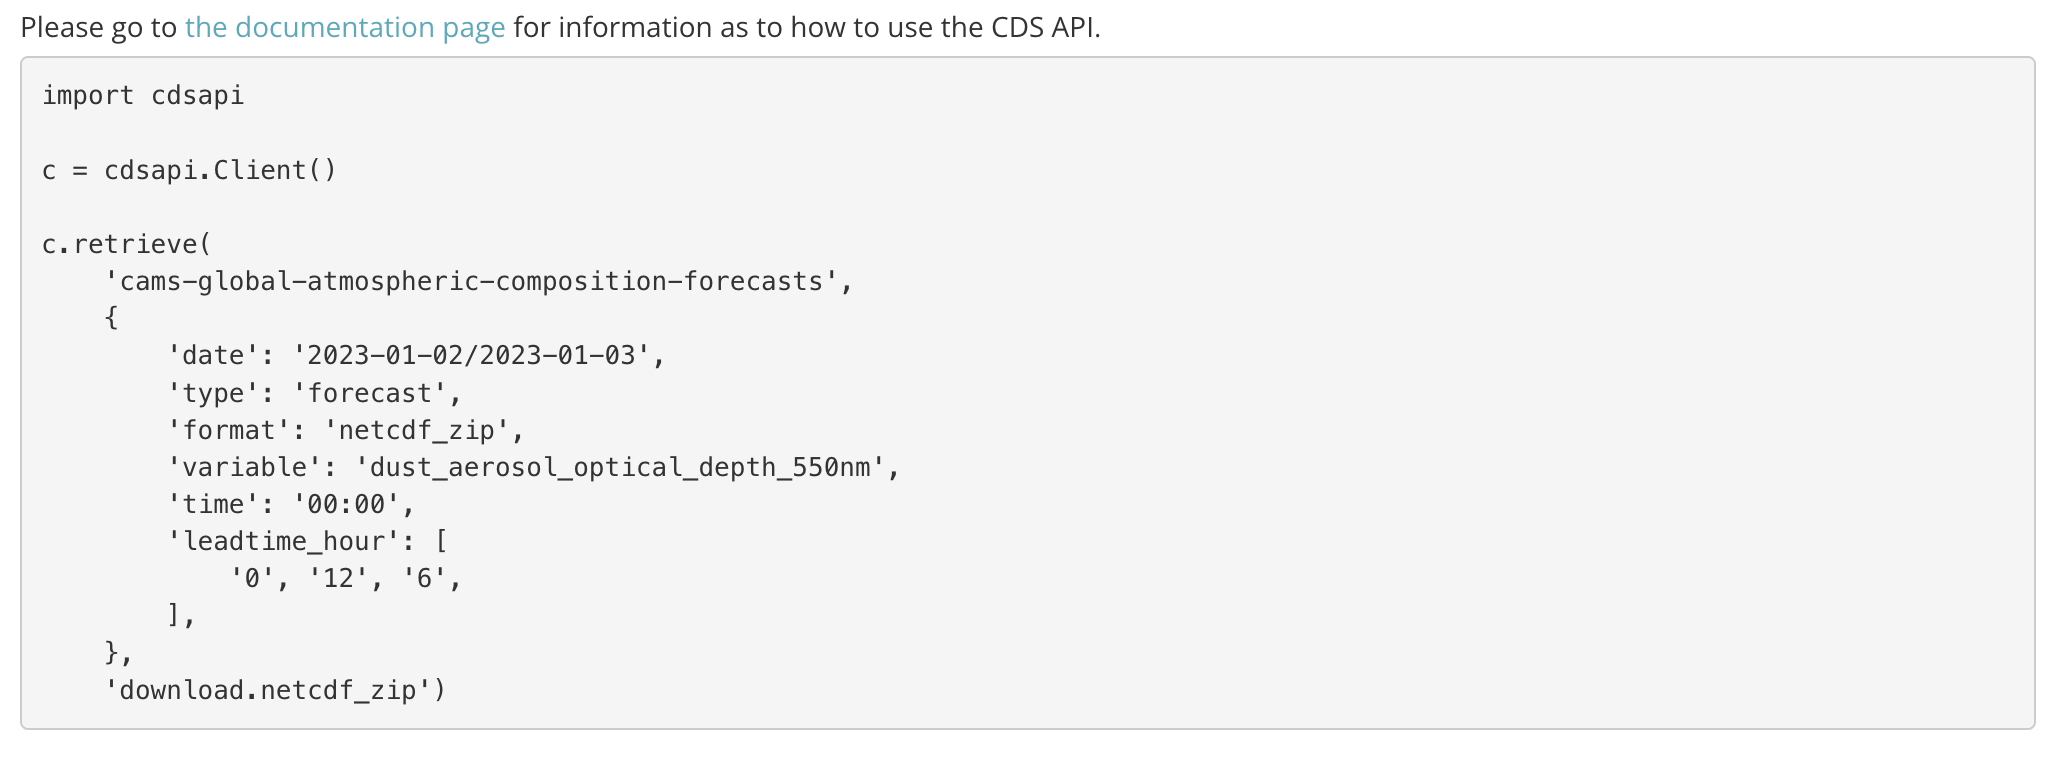 Please go to the documentation page for information as to how to use the CDS API.
import cdsapi

c = cdsapi.Client()

c.retrieve(
    'cams-global-atmospheric-composition-forecasts',
    {
        'date': '2023-01-02/2023-01-03',
        'type': 'forecast',
        'format': 'netcdf_zip',
        'variable': 'dust_aerosol_optical_depth_550nm',
        'time': '00:00',
        'leadtime_hour': [
            '0', '12', '6',
        ],
    },
    'download.netcdf_zip')